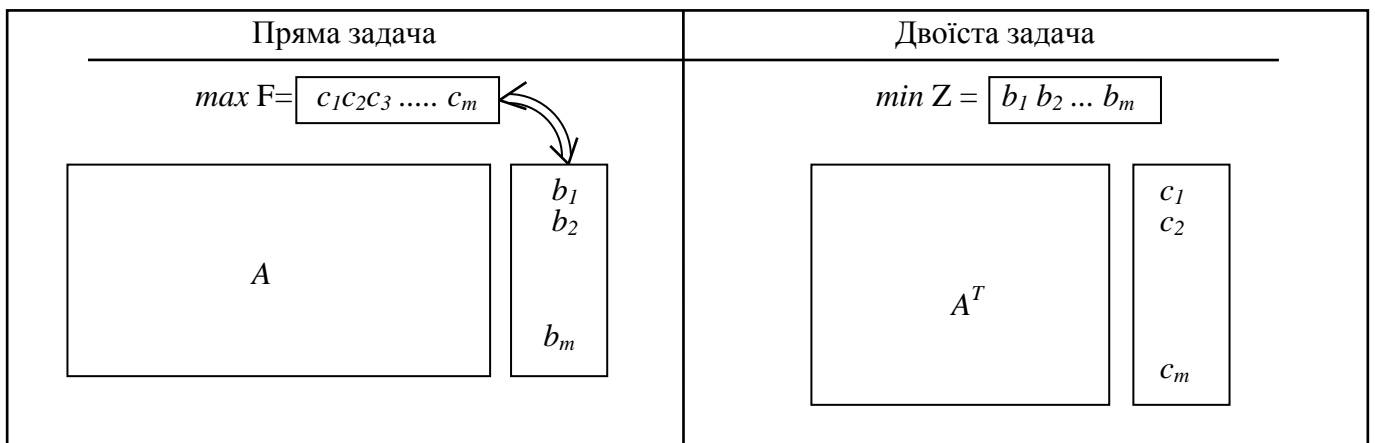 Пряма задача
max F= c₁c₂c₃ ..... cₘ
A
b₁
b₂
bₘ
Двоїста задача
min Z = b₁ b₂ ... bₘ
Aᵀ
c₁
c₂
cₘ